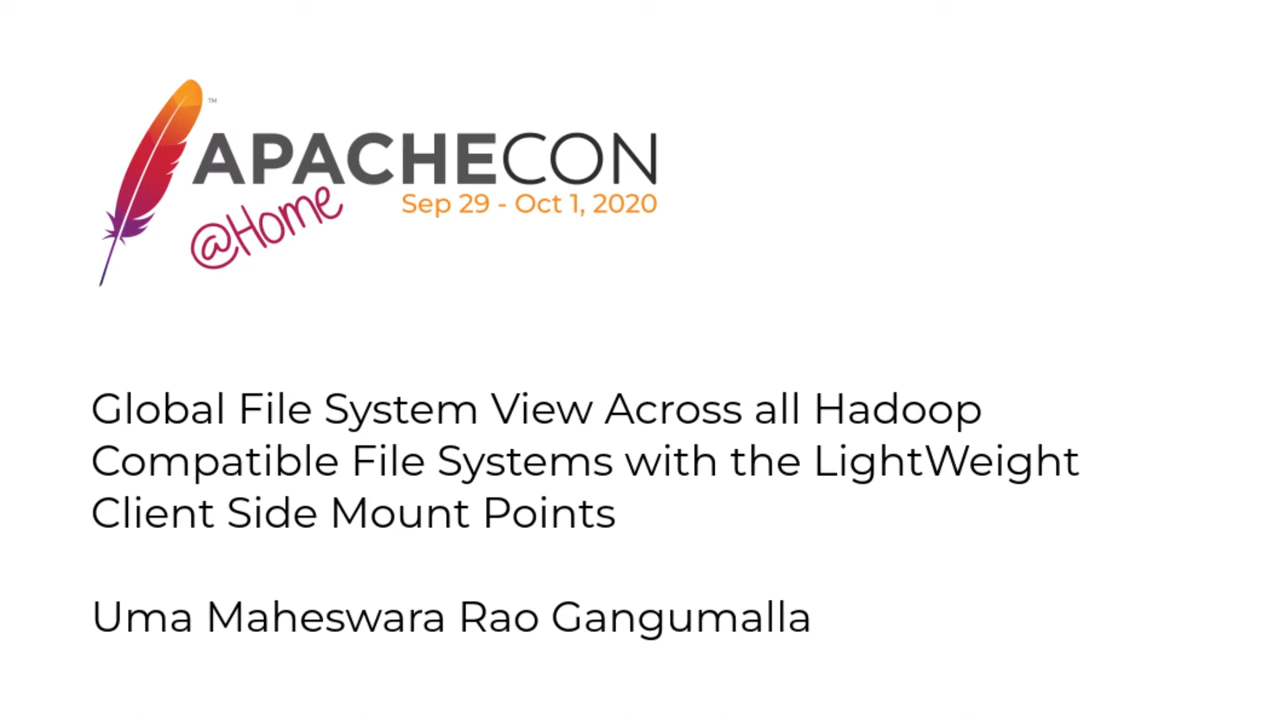 ™
APACHECON
@Home
Sep 29 - Oct 1, 2020
Global File System View Across all Hadoop
Compatible File Systems with the LightWeight
Client Side Mount Points
Uma Maheswara Rao Gangumalla